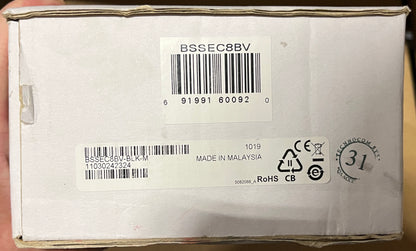 BSSEC8BV
6 91991 60092 0
1019
BSSEC8BV-BLK-M
MADE IN MALAYSIA
11030242324
RoHS CB
31